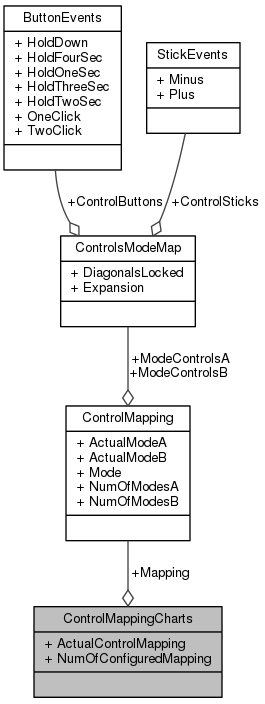 ButtonEvents
+ HoldDown
+ HoldFourSec
+ HoldOneSec
+ HoldThreeSec
+ HoldTwoSec
+ OneClick
+ TwoClick
StickEvents
+ Minus
+ Plus
+ControlButtons
+ControlSticks
ControlsModeMap
+ DiagonalsLocked
+ Expansion
+ModeControlsA
+ModeControlsB
ControlMapping
+ ActualModeA
+ ActualModeB
+ Mode
+ NumOfModesA
+ NumOfModesB
+Mapping
ControlMappingCharts
+ ActualControlMapping
+ NumOfConfiguredMapping